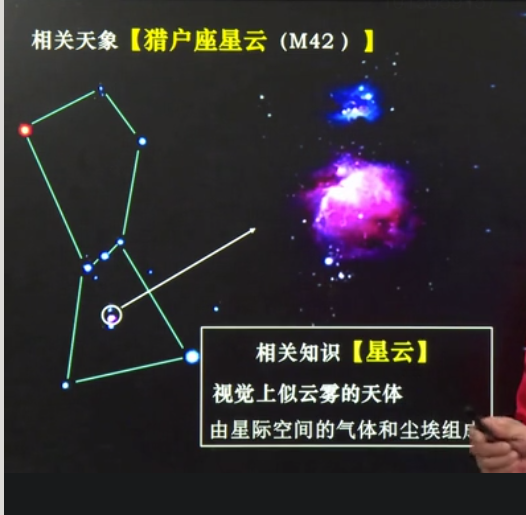 相关天象【猎户座星云（M42）】
相关知识【星云】
视觉上似云雾的天体
由星际空间的气体和尘埃组成